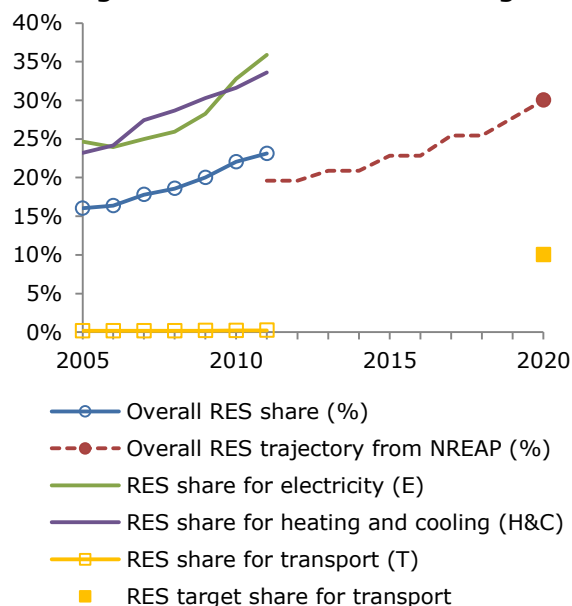 40%
35%
30%
25%
20%
15%
10%
5%
0%
2005 2010 2015 2020
Overall RES share (%)
Overall RES trajectory from NREAP (%)
RES share for electricity (E)
RES share for heating and cooling (H&C)
RES share for transport (T)
RES target share for transport